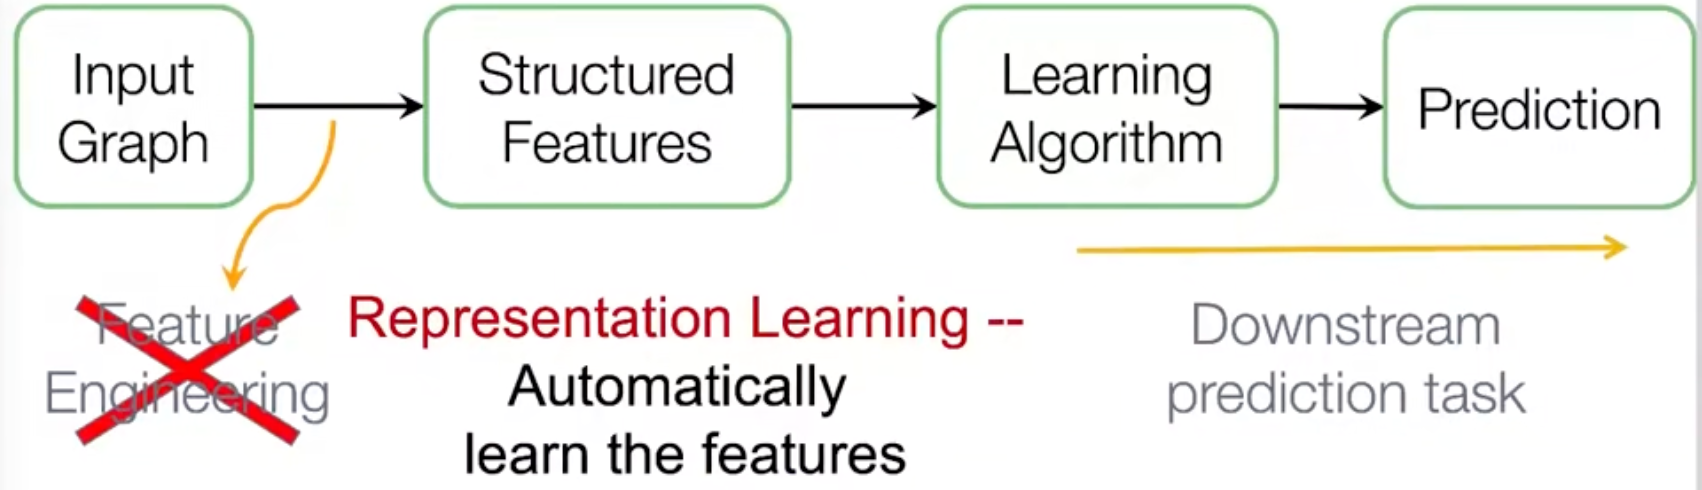 Input
Graph
Structured
Features
Learning
Algorithm
Prediction
Feature
Engineering
Representation Learning --
Automatically
learn the features
Downstream
prediction task